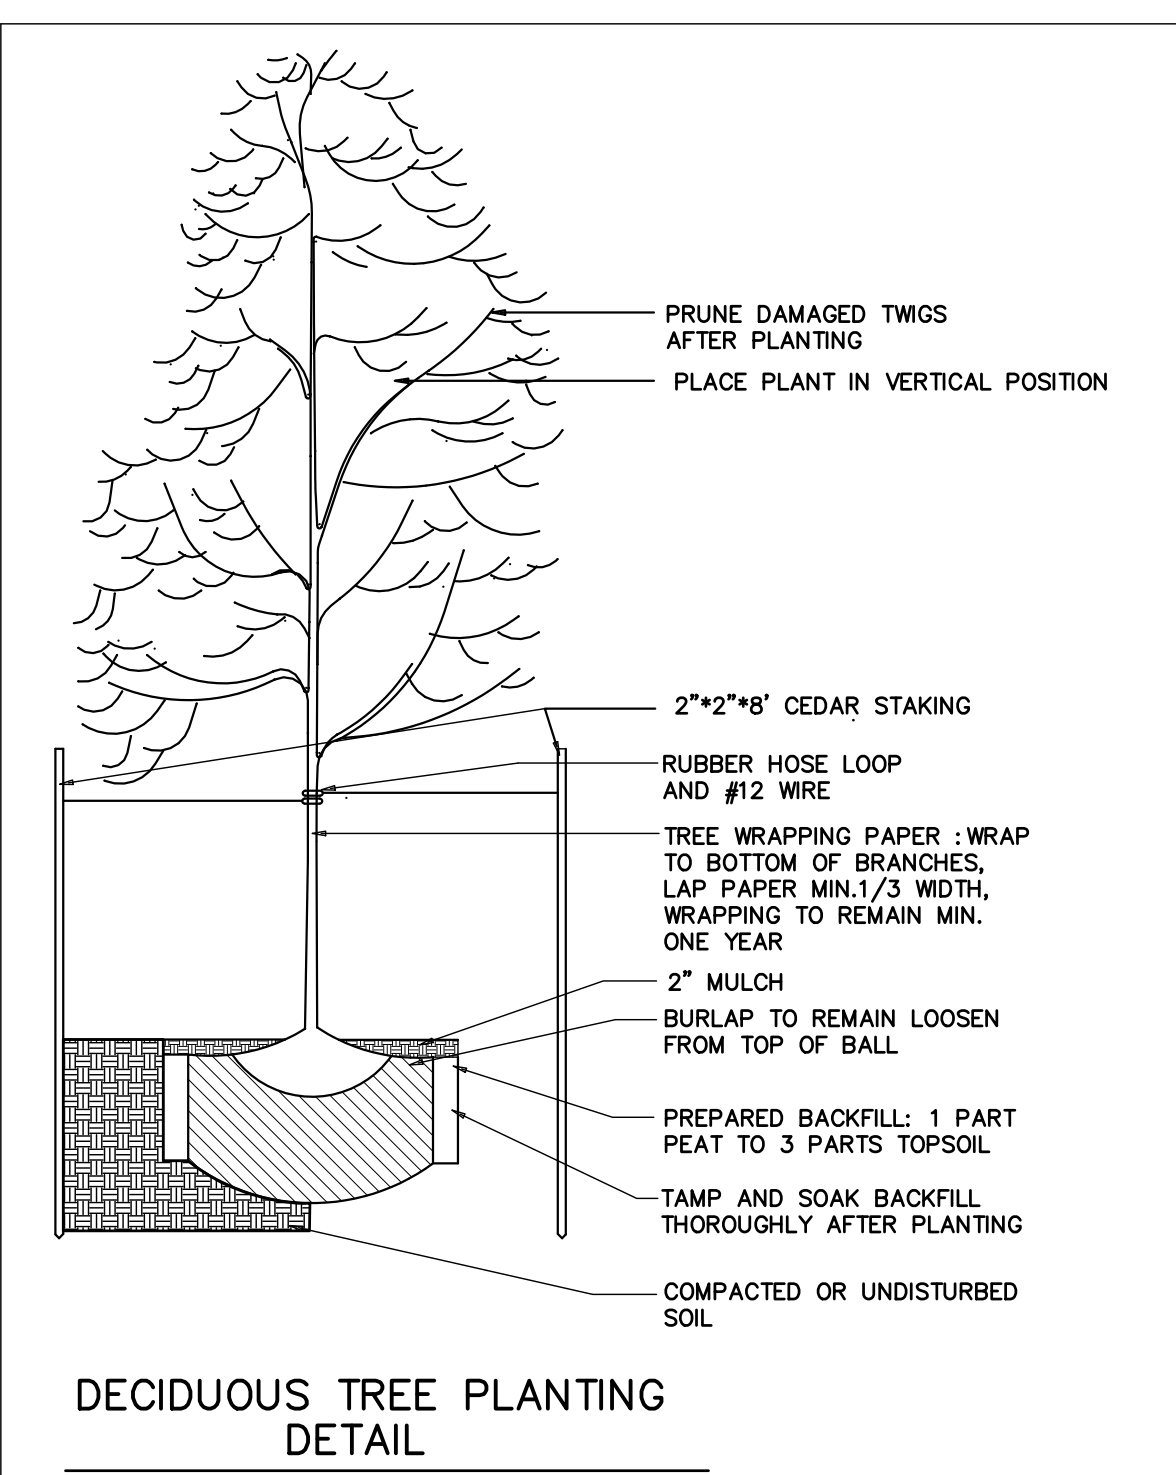 PRUNE DAMAGED TWIGS
AFTER PLANTING
PLACE PLANT IN VERTICAL POSITION
2"*2"*8' CEDAR STAKING
RUBBER HOSE LOOP
AND #12 WIRE
TREE WRAPPING PAPER : WRAP
TO BOTTOM OF BRANCHES,
LAP PAPER MIN.1/3 WIDTH,
WRAPPING TO REMAIN MIN.
ONE YEAR
2" MULCH
BURLAP TO REMAIN LOOSEN
FROM TOP OF BALL
PREPARED BACKFILL: 1 PART
PEAT TO 3 PARTS TOPSOIL
TAMP AND SOAK BACKFILL
THOROUGHLY AFTER PLANTING
COMPACTED OR UNDISTURBED
SOIL
DECIDUOUS TREE PLANTING
DETAIL